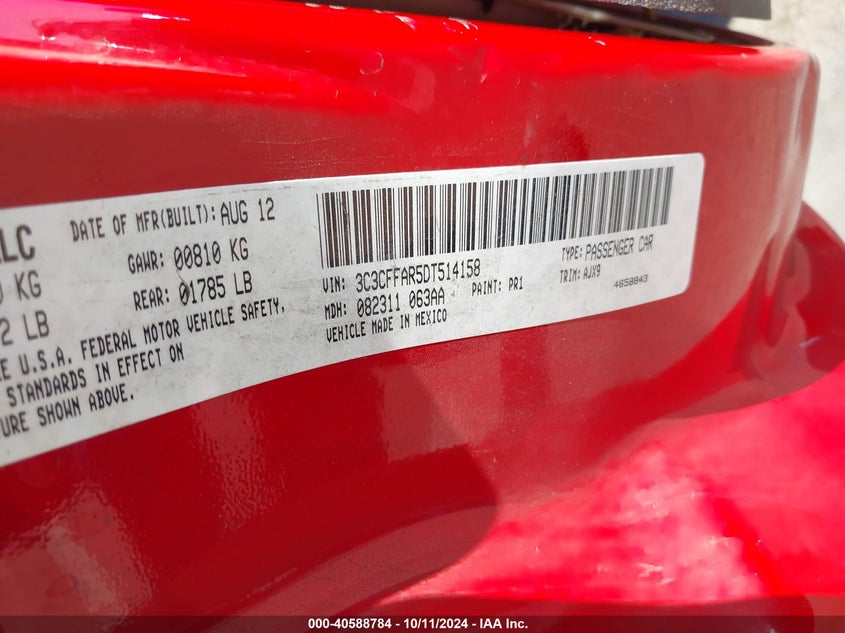 LLC
DATE OF MFR(BUILT): AUG 12
KG GAWR: 00810 KG
2 LB REAR: 01785 LB
E U.S.A. FEDERAL MOTOR VEHICLE SAFETY,
STANDARDS IN EFFECT ON
URE SHOWN ABOVE.
VIN: 3C3CFFAR5DT514158
TYPE: PASSENGER CAR
MDH: 082311 063AA PAINT: PR1 TRIM: AJX9
VEHICLE MADE IN MEXICO 4658843
000-40588784 - 10/11/2024 - IAA Inc.